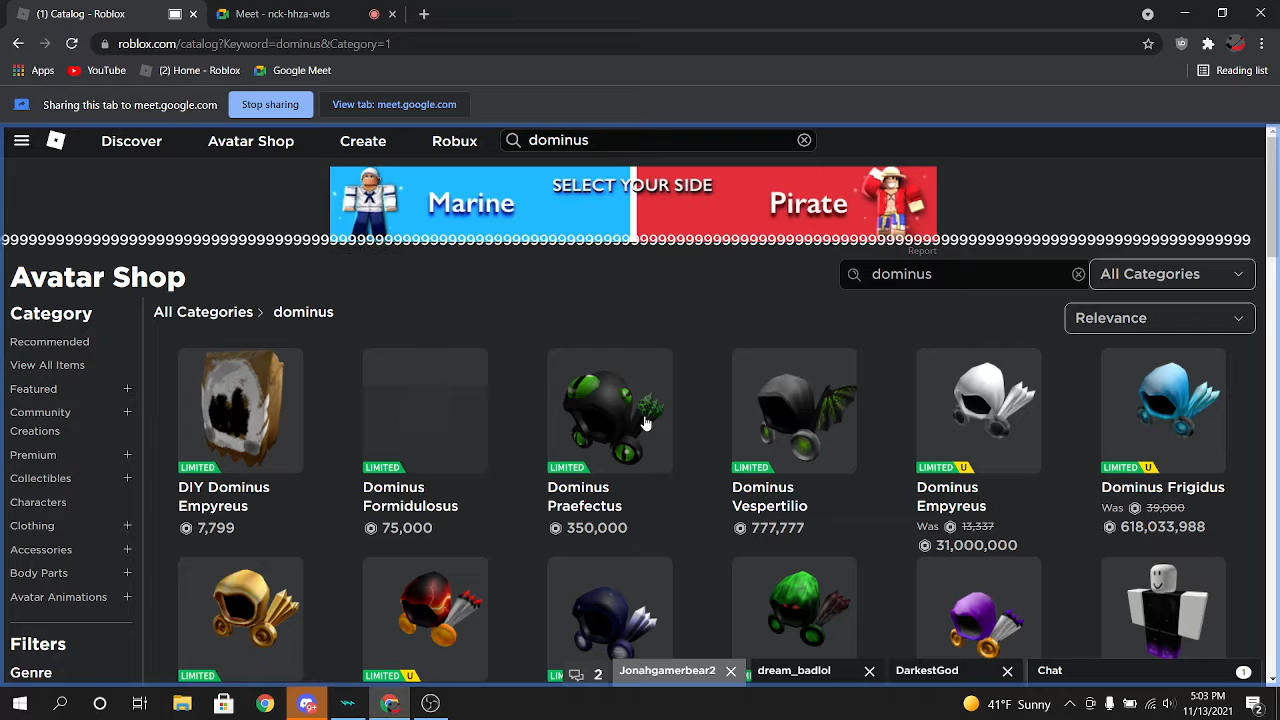 (1) Catalog - Roblox
Meet - nck-hhza-wds
roblox.com/catalog?Keyword=dominus&Category=1
Apps
YouTube
(2) Home - Roblox
Google Meet
Reading list
Sharing this tab to meet.google.com
Stop sharing
View tab: meet.google.com
Discover
Avatar Shop
Create
Robux
dominus
SELECT YOUR SIDE
Marine
Pirate
Report
Avatar Shop
dominus
All Categories
Category
All Categories > dominus
Relevance
Recommended
View All Items
Featured +
Community +
Creations
Premium +
Collectibles +
Characters
Clothing +
Accessories +
Body Parts +
Avatar Animations +
Filters
Genre
LIMITED
DIY Dominus
7,799
LIMITED
Dominus
Formidulosus
75,000
LIMITED
Dominus
Praefectus
350,000
LIMITED
Dominus
Vespertilio
777,777
LIMITED U
Dominus
Empyreus
Was 13,337
31,000,000
LIMITED U
Dominus Frigidus
Was 39,000
618,033,988
LIMITED
LIMITED U
2
Jonahgamerbear2
dream_badlol
DarkestGod
Chat
1
41°F Sunny
5:03 PM
11/13/2021
2